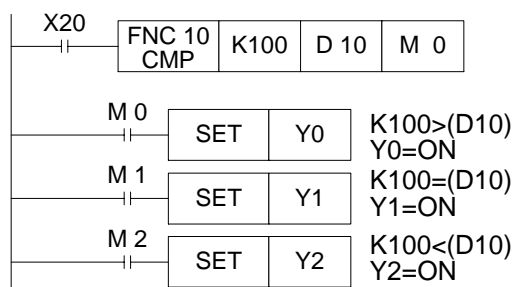 X20
FNC 10
CMP
K100
D 10
M 0
M 0
SET
Y0
K100>(D10)
Y0=ON
M 1
SET
Y1
K100=(D10)
Y1=ON
M 2
SET
Y2
K100<(D10)
Y2=ON